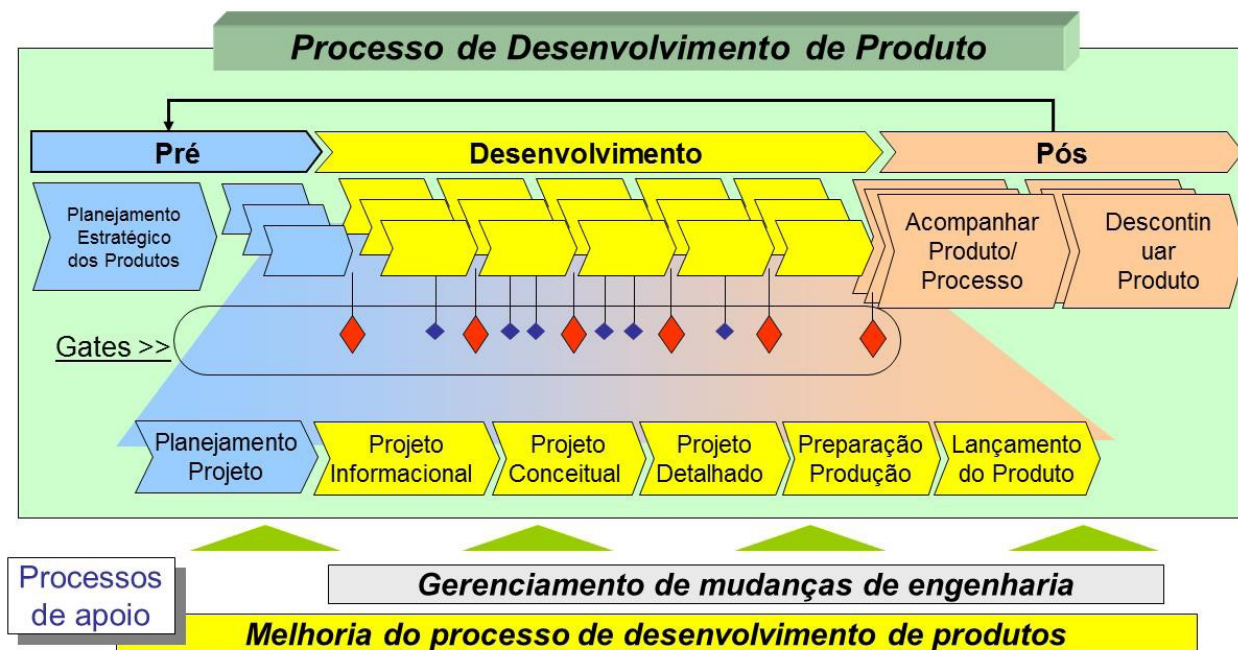 Processo de Desenvolvimento de Produto
Pré
Desenvolvimento
Pós
Planejamento
Estratégico
dos Produtos
Acompanhar
Produto/
Processo
Descontin
uar
Produto
Gates >>
Planejamento
Projeto
Projeto
Informacional
Projeto
Conceitual
Projeto
Detalhado
Preparação
Produção
Lançamento
do Produto
Processos
de apoio
Gerenciamento de mudanças de engenharia
Melhoria do processo de desenvolvimento de produtos